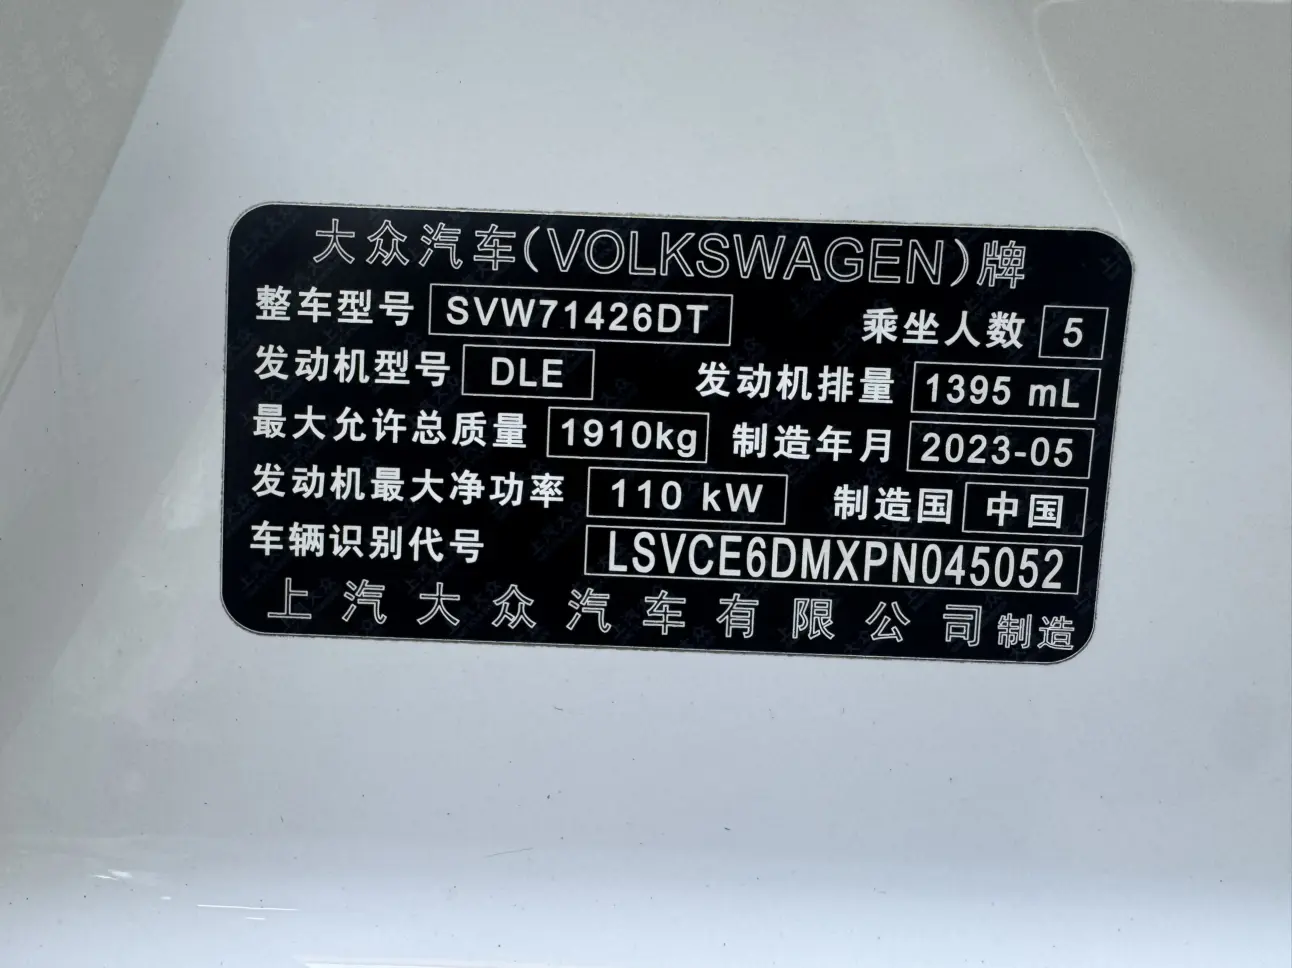 大众汽车(VOLKSWAGEN)牌
整车型号 SVW71426DT 乘坐人数 5
发动机型号 DLE 发动机排量 1395 mL
最大允许总质量 1910kg 制造年月 2023-05
发动机最大净功率 110 kW 制造国 中国
车辆识别代号 LSVCE6DMXPN045052
上汽大众汽车有限公司制造